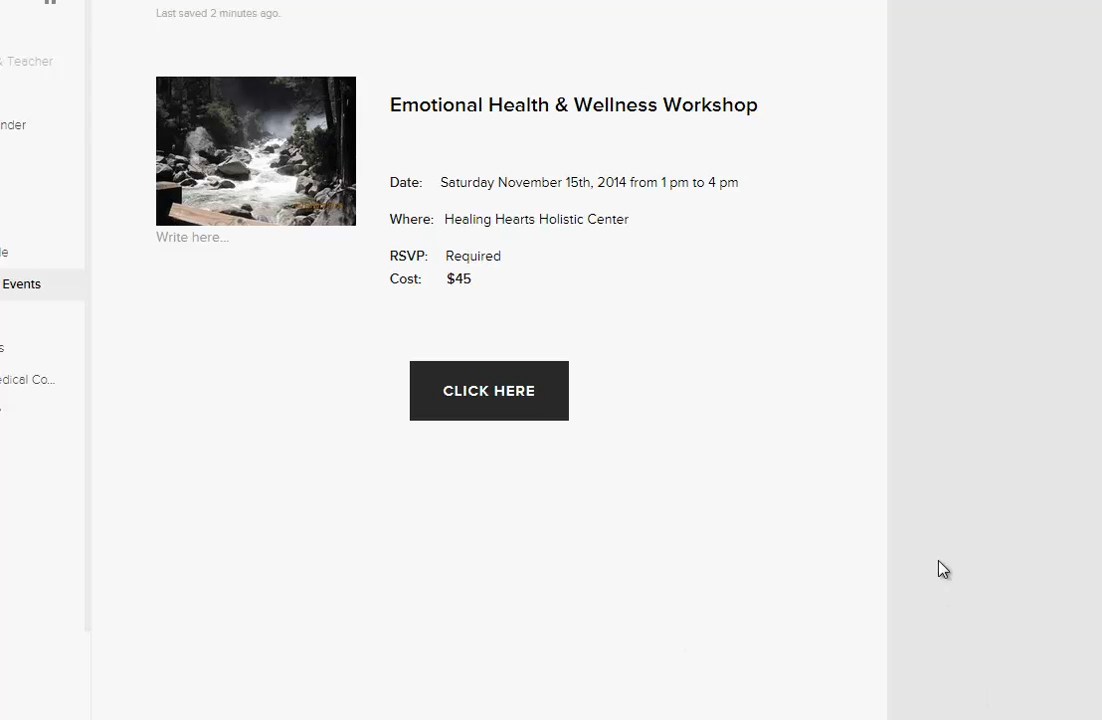 Last saved 2 minutes ago.
& Teacher
nder
Emotional Health & Wellness Workshop
Date: Saturday November 15th, 2014 from 1 pm to 4 pm
Where: Healing Hearts Holistic Center
Write here...
RSVP: Required
Cost: $45
Events
edical Co...
CLICK HERE